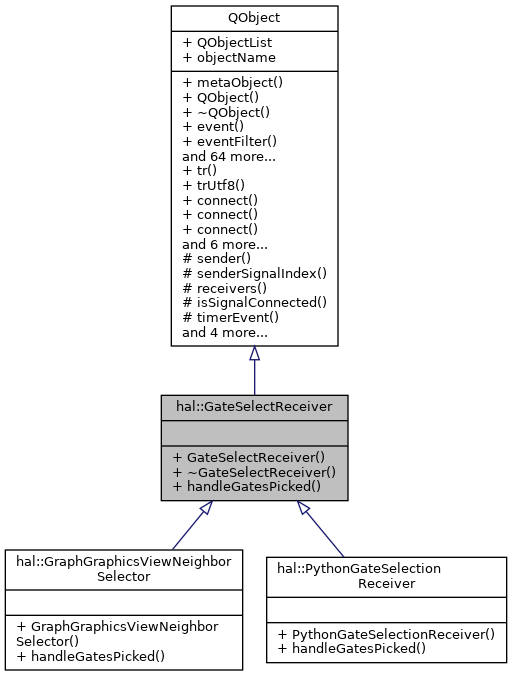 QObject
+ QObjectList
+ objectName
+ metaObject()
+ QObject()
+ ~QObject()
+ event()
+ eventFilter()
and 64 more...
+ tr()
+ trUtf8()
+ connect()
+ connect()
+ connect()
and 6 more...
# sender()
# senderSignalIndex()
# receivers()
# isSignalConnected()
# timerEvent()
and 4 more...
hal::GateSelectReceiver
+ GateSelectReceiver()
+ ~GateSelectReceiver()
+ handleGatesPicked()
hal::GraphGraphicsViewNeighbor
Selector
+ GraphGraphicsViewNeighbor
Selector()
+ handleGatesPicked()
hal::PythonGateSelection
Receiver
+ PythonGateSelectionReceiver()
+ handleGatesPicked()